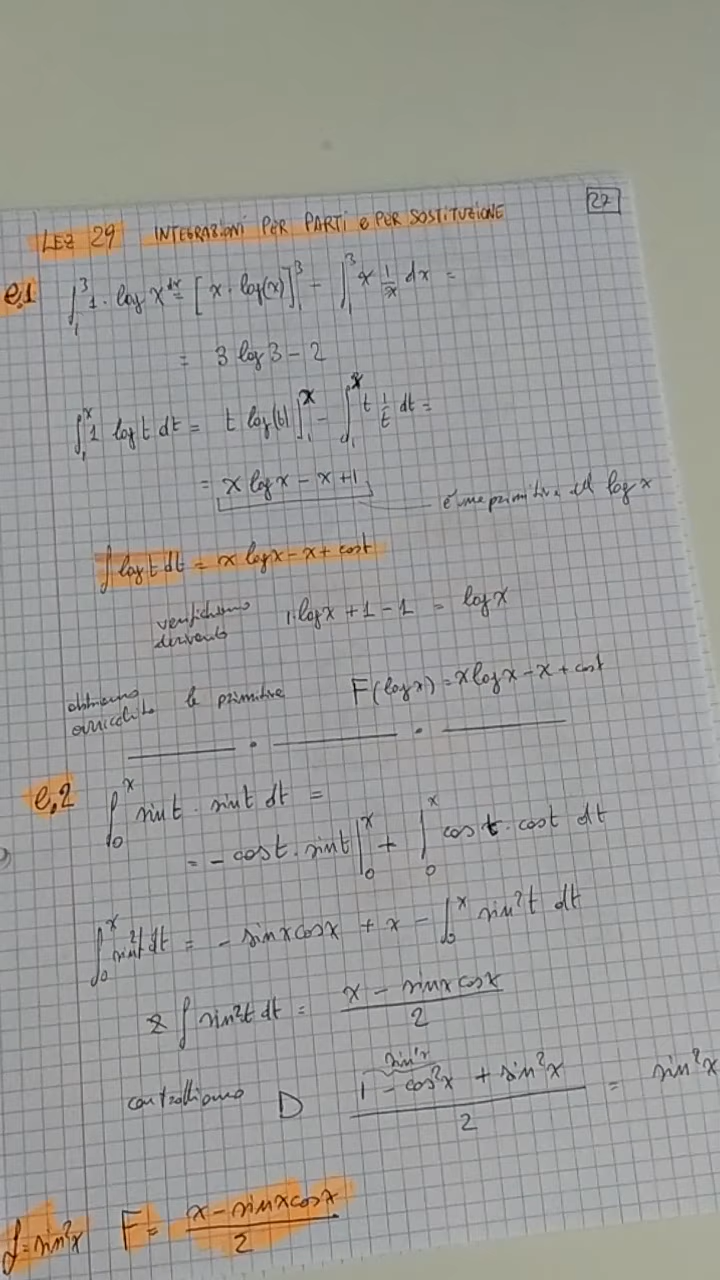 LEZ 29 INTEGRAZIONI PER PARTI e PER SOSTITUZIONE 27
e.1 ∫₁³ 1 · log x dx = [x · log(x)]₁³ - ∫₁³ x 1/x dx =
= 3 log 3 - 2
∫₁ˣ 1 log t dt = t log(t)]₁ˣ - ∫₁ˣ t 1/t dt =
= x log x - x + 1
è una primitiva di log x
∫ log t dt = x log x - x + cost
verifichiamo derivando 1·log x + 1 - 1 = log x
abbiamo le primitive F(log x) = x log x - x + cost
e.2 ∫₀ˣ sin t · sin t dt =
= - cos t · sin t |₀ˣ + ∫₀ˣ cos t · cos t dt
∫₀ˣ sin²t dt = - sin x cos x + x - ∫₀ˣ sin²t dt
2 ∫ sin²t dt = (x - sin x cos x)/2
sin²x
controlliamo D (1 - cos²x + sin²x)/2 = sin²x
f = sin²x F = (x - sin x cos x)/2